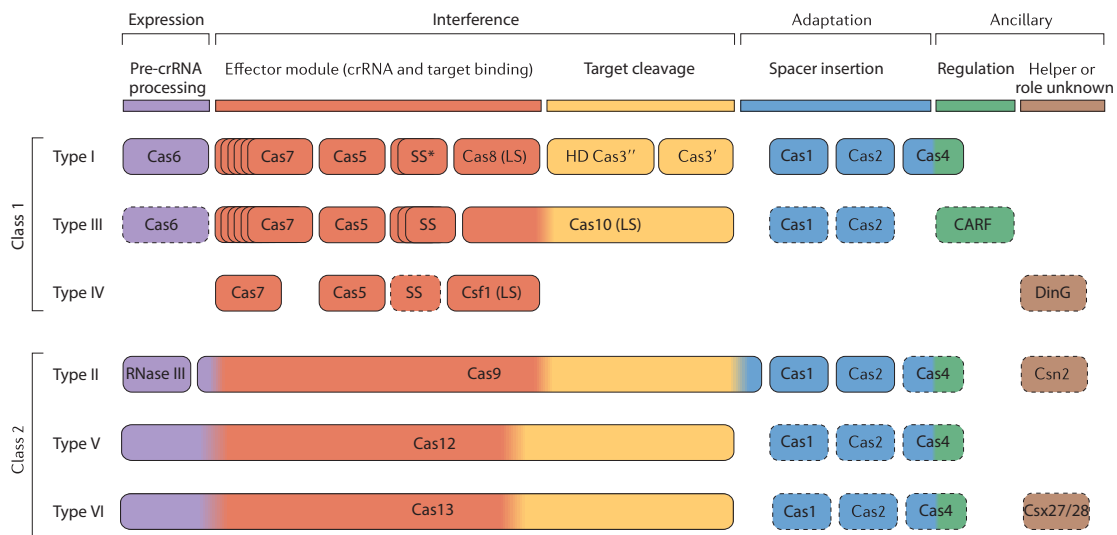 Expression Interference Adaptation Ancillary
Pre-crRNA processing Effector module (crRNA and target binding) Target cleavage Spacer insertion Regulation Helper or role unknown
Class 1
Type I Cas6 Cas7 Cas5 SS* Cas8 (LS) HD Cas3′′ Cas3′ Cas1 Cas2 Cas4
Type III Cas6 Cas7 Cas5 SS Cas10 (LS) Cas1 Cas2 CARF
Type IV Cas7 Cas5 SS Csf1 (LS) DinG
Class 2
Type II RNase III Cas9 Cas1 Cas2 Cas4 Csn2
Type V Cas12 Cas1 Cas2 Cas4
Type VI Cas13 Cas1 Cas2 Cas4 Csx27/28